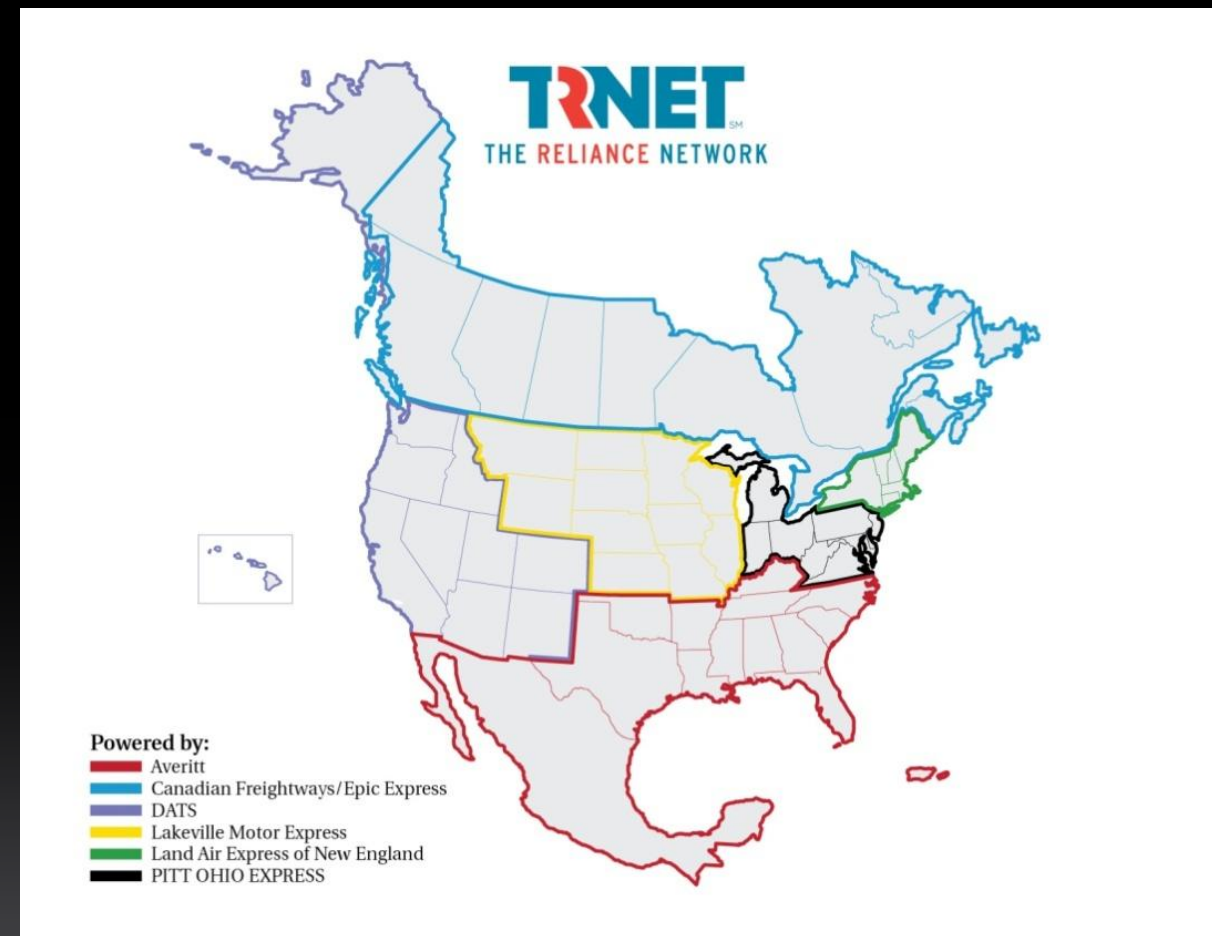 TRNET SM
THE RELIANCE NETWORK
Powered by:
Averitt
Canadian Freightways/Epic Express
DATS
Lakeville Motor Express
Land Air Express of New England
PITT OHIO EXPRESS